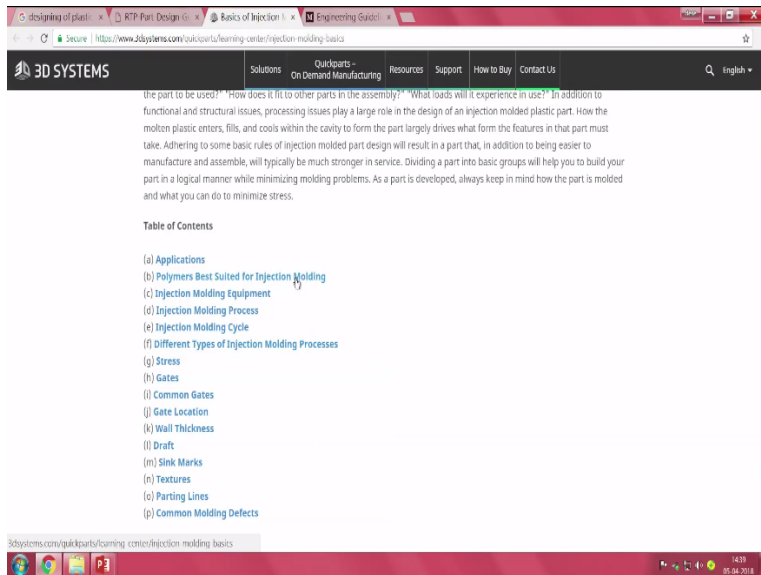 designing of plasti
RTP Part Design G
Basics of Injection M
Engineering Guideli
Secure | https://www.3dsystems.com/quickparts/learning-center/injection-molding-basics
3D SYSTEMS
Solutions
Quickparts –
On Demand Manufacturing
Resources
Support
How to Buy
Contact Us
English
the part to be used?" "How does it fit to other parts in the assembly?" "What loads will it experience in use?" In addition to
functional and structural issues, processing issues play a large role in the design of an injection molded plastic part. How the
molten plastic enters, fills, and cools within the cavity to form the part largely drives what form the features in that part must
take. Adhering to some basic rules of injection molded part design will result in a part that, in addition to being easier to
manufacture and assemble, will typically be much stronger in service. Dividing a part into basic groups will help you to build your
part in a logical manner while minimizing molding problems. As a part is developed, always keep in mind how the part is molded
and what you can do to minimize stress.
Table of Contents
(a) Applications
(b) Polymers Best Suited for Injection Molding
(c) Injection Molding Equipment
(d) Injection Molding Process
(e) Injection Molding Cycle
(f) Different Types of Injection Molding Processes
(g) Stress
(h) Gates
(i) Common Gates
(j) Gate Location
(k) Wall Thickness
(l) Draft
(m) Sink Marks
(n) Textures
(o) Parting Lines
(p) Common Molding Defects
3dsystems.com/quickparts/learning-center/injection-molding-basics
14:39
05-04-2018